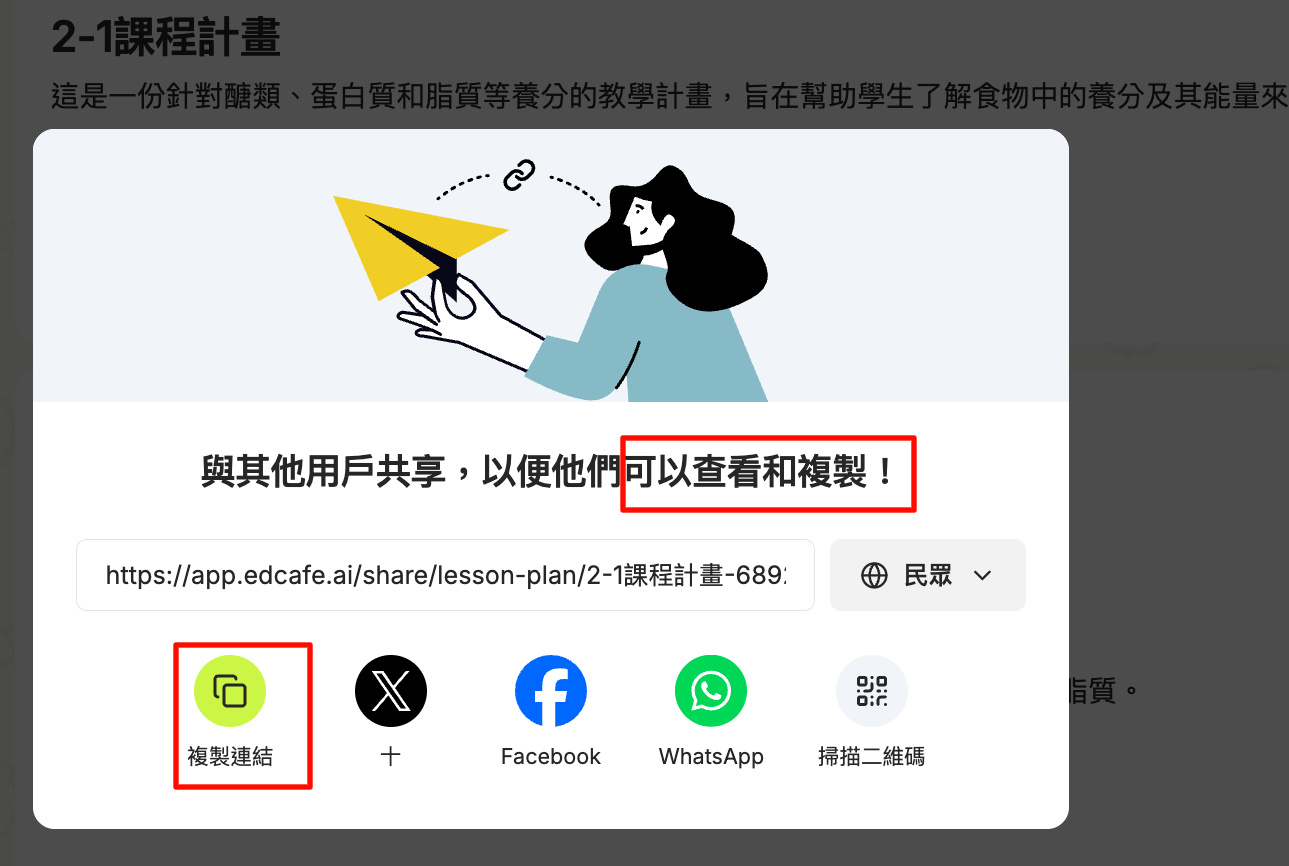 2-1課程計畫
這是一份針對醣類、蛋白質和脂質等養分的教學計畫，旨在幫助學生了解食物中的養分及其能量來
與其他用戶共享，以便他們可以查看和複製！
https://app.edcafe.ai/share/lesson-plan/2-1課程計畫-689
民眾
脂質。
複製連結
十
Facebook
WhatsApp
掃描二維碼